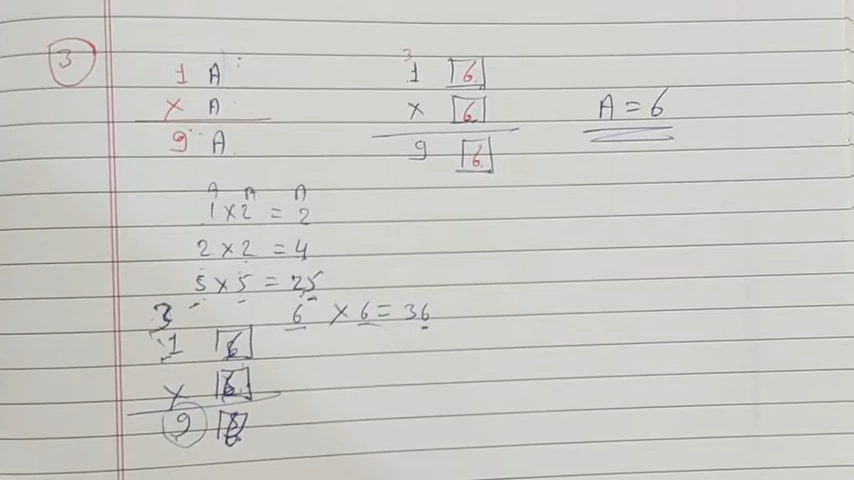 3
1 A
x A
9 A
3
1 6
x 6
9 6
A = 6
A A A
1 x 2 = 2
2 x 2 = 4
5 x 5 = 25
6 x 6 = 36
3
1 6
x 6
9